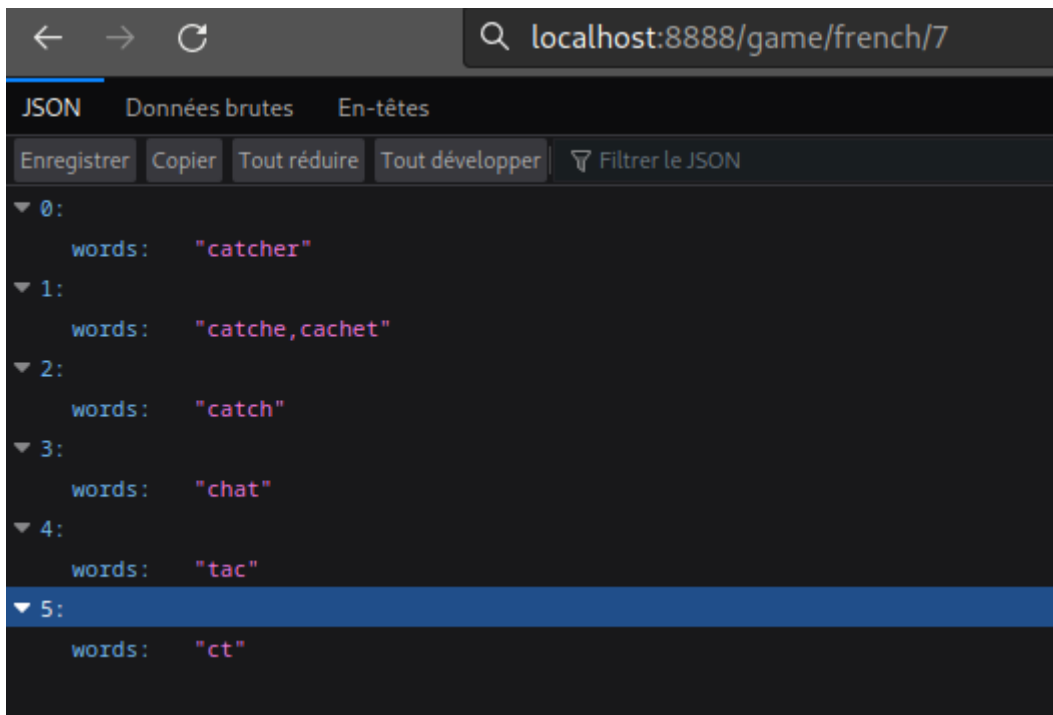 localhost:8888/game/french/7
JSON Données brutes En-têtes
Enregistrer Copier Tout réduire Tout développer Filtrer le JSON
0:
words: "catcher"
1:
words: "catche,cachet"
2:
words: "catch"
3:
words: "chat"
4:
words: "tac"
5:
words: "ct"